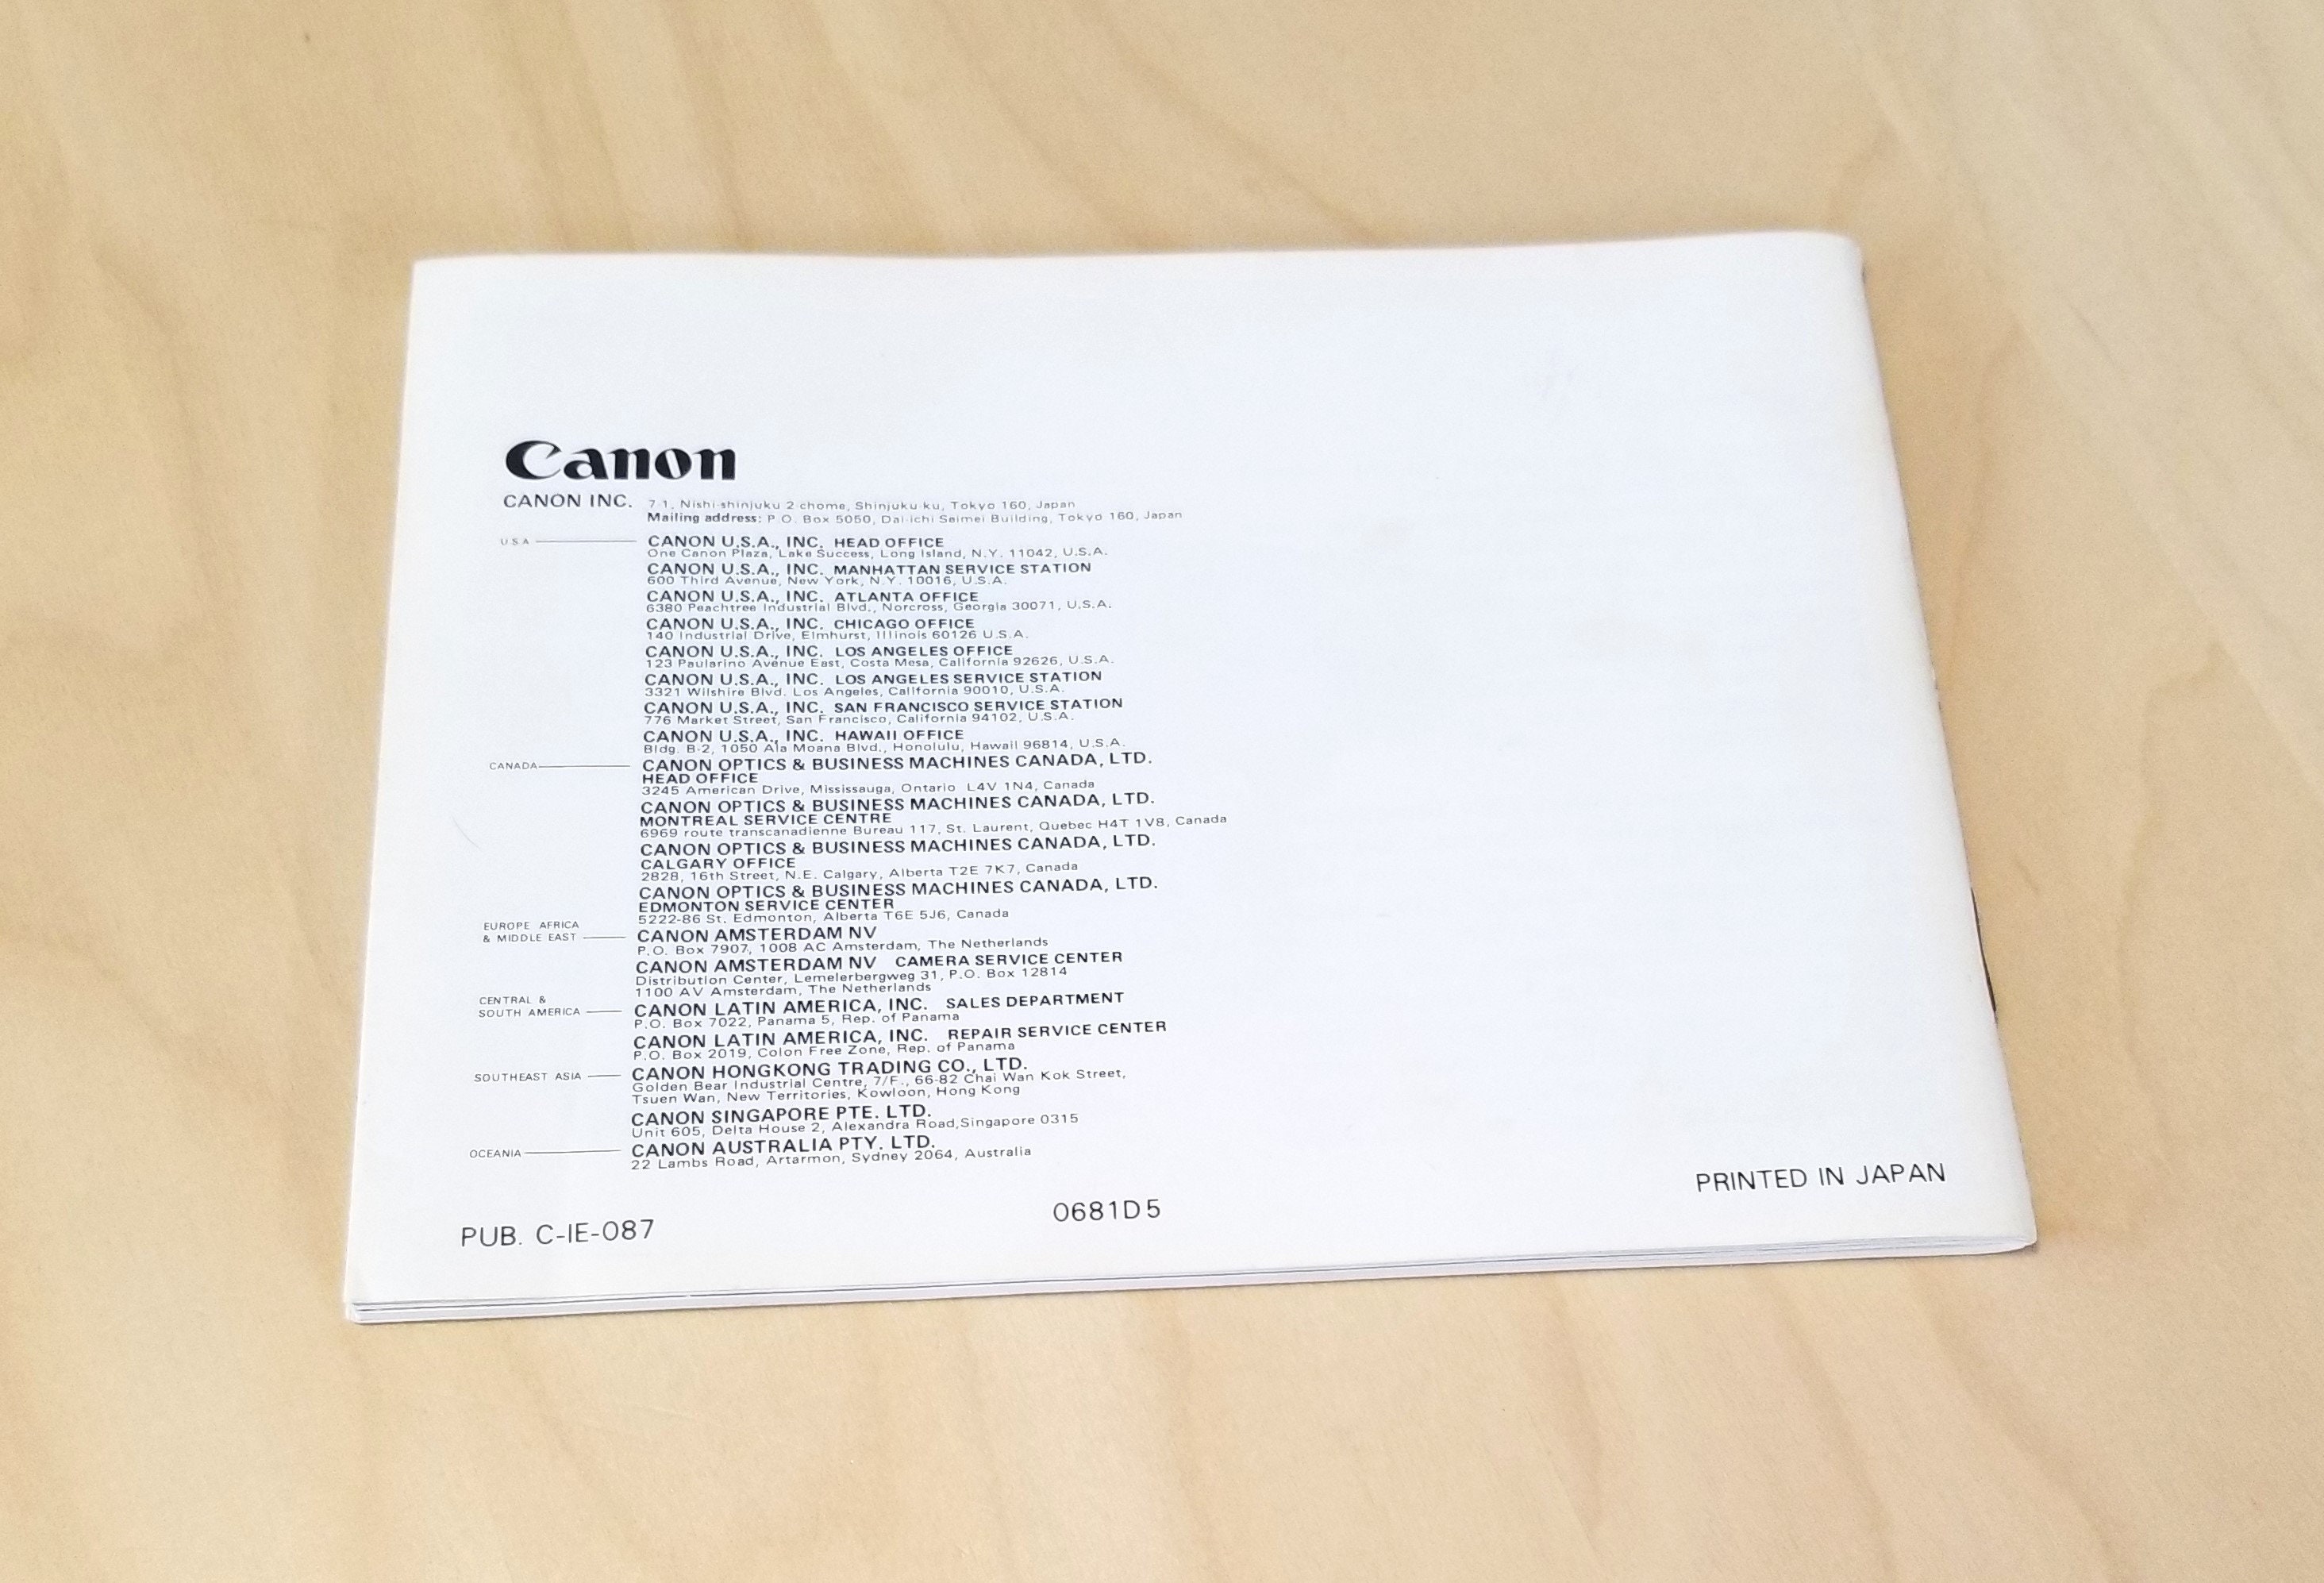 Canon
CANON INC. 7-1, Nishi-shinjuku 2-chome, Shinjuku-ku, Tokyo 160, Japan
Mailing address: P.O. Box 5050, Dai-ichi Seimei Building, Tokyo 160, Japan
U S A CANON U.S.A., INC. HEAD OFFICE
One Canon Plaza, Lake Success, Long Island, N.Y. 11042, U.S.A.
CANON U.S.A., INC. MANHATTAN SERVICE STATION
600 Third Avenue, New York, N.Y. 10016, U.S.A.
CANON U.S.A., INC. ATLANTA OFFICE
6380 Peachtree Industrial Blvd., Norcross, Georgia 30071, U.S.A.
CANON U.S.A., INC. CHICAGO OFFICE
140 Industrial Drive, Elmhurst, Illinois 60126 U.S.A.
CANON U.S.A., INC. LOS ANGELES OFFICE
123 Paularino Avenue East, Costa Mesa, California 92626, U.S.A.
CANON U.S.A., INC. LOS ANGELES SERVICE STATION
3321 Wilshire Blvd. Los Angeles, California 90010, U.S.A.
CANON U.S.A., INC. SAN FRANCISCO SERVICE STATION
776 Market Street, San Francisco, California 94102, U.S.A.
CANON U.S.A., INC. HAWAII OFFICE
Bldg. B-2, 1050 Ala Moana Blvd., Honolulu, Hawaii 96814, U.S.A.
CANADA CANON OPTICS & BUSINESS MACHINES CANADA, LTD.
HEAD OFFICE
3245 American Drive, Mississauga, Ontario L4V 1N4, Canada
CANON OPTICS & BUSINESS MACHINES CANADA, LTD.
MONTREAL SERVICE CENTRE
6969 route transcanadienne Bureau 117, St. Laurent, Quebec H4T 1V8, Canada
CANON OPTICS & BUSINESS MACHINES CANADA, LTD.
CALGARY OFFICE
2828, 16th Street, N.E. Calgary, Alberta T2E 7K7, Canada
CANON OPTICS & BUSINESS MACHINES CANADA, LTD.
EDMONTON SERVICE CENTER
5222-86 St. Edmonton, Alberta T6E 5J6, Canada
EUROPE AFRICA
& MIDDLE EAST CANON AMSTERDAM NV
P.O. Box 7907, 1008 AC Amsterdam, The Netherlands
CANON AMSTERDAM NV CAMERA SERVICE CENTER
Distribution Center, Lemelerbergweg 31, P.O. Box 12814
1100 AV Amsterdam, The Netherlands
CENTRAL &
SOUTH AMERICA CANON LATIN AMERICA, INC. SALES DEPARTMENT
P.O. Box 7022, Panama 5, Rep. of Panama
CANON LATIN AMERICA, INC. REPAIR SERVICE CENTER
P.O. Box 2019, Colon Free Zone, Rep. of Panama
SOUTHEAST ASIA CANON HONGKONG TRADING CO., LTD.
Golden Bear Industrial Centre, 7/F., 66-82 Chai Wan Kok Street,
Tsuen Wan, New Territories, Kowloon, Hong Kong
CANON SINGAPORE PTE. LTD.
Unit 605, Delta House 2, Alexandra Road,Singapore 0315
OCEANIA CANON AUSTRALIA PTY. LTD.
22 Lambs Road, Artarmon, Sydney 2064, Australia
PUB. C-IE-087 0681D5 PRINTED IN JAPAN